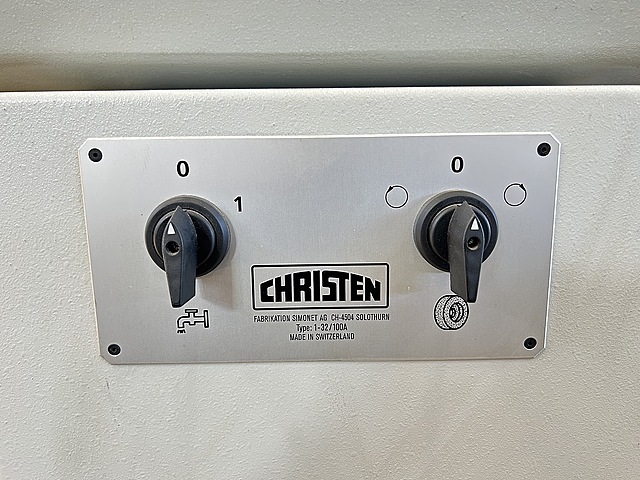 0
1
0
CHRISTEN
FABRIKATION SIMONET AG CH-4504 SOLOTHURN
Type: 1-32/100A
MADE IN SWITZERLAND